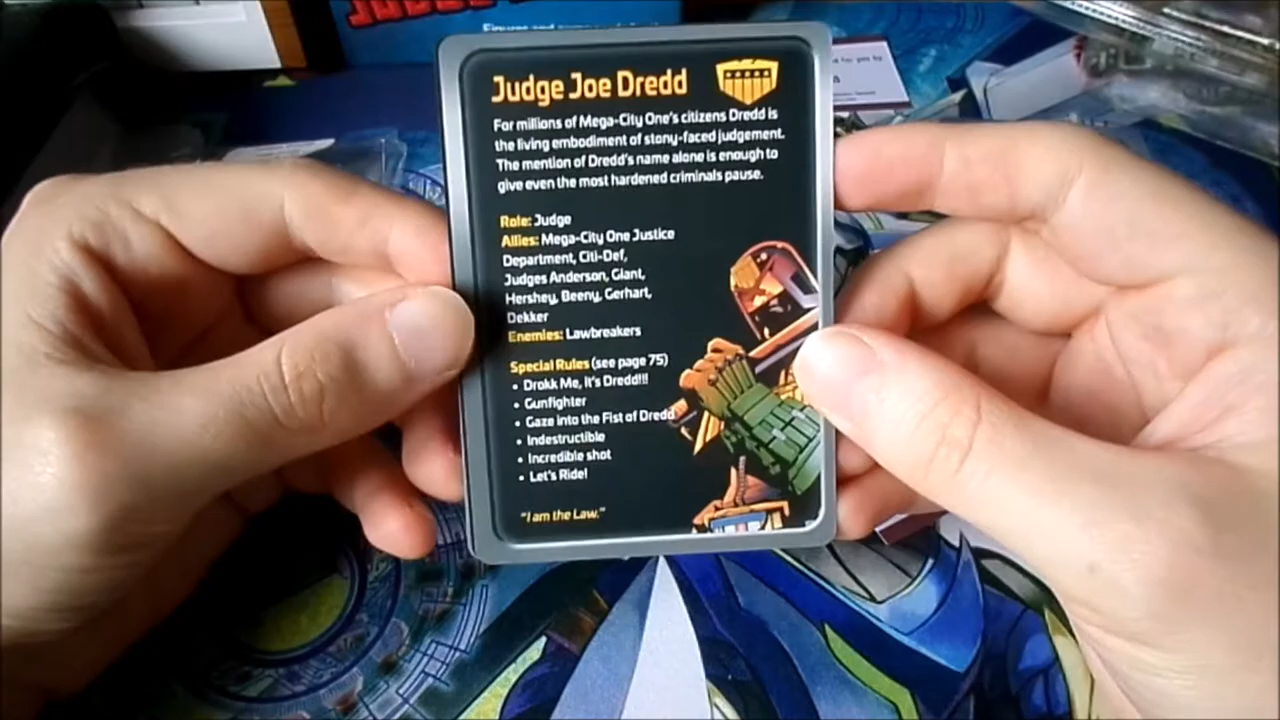 Judge Joe Dredd
For millions of Mega-City One's citizens Dredd is
the living embodiment of stony-faced judgement.
The mention of Dredd's name alone is enough to
give even the most hardened criminals pause.
Role: Judge
Allies: Mega-City One Justice
Department, Citi-Def,
Judges Anderson, Giant,
Hershey, Beeny, Gerhart,
Dekker
Enemies: Lawbreakers
Special Rules (see page 75)
• Drokk Me, It's Dredd!!!
• Gunfighter
• Gaze into the Fist of Dredd
• Indestructible
• Incredible shot
• Let's Ride!
"I am the Law."
for you by